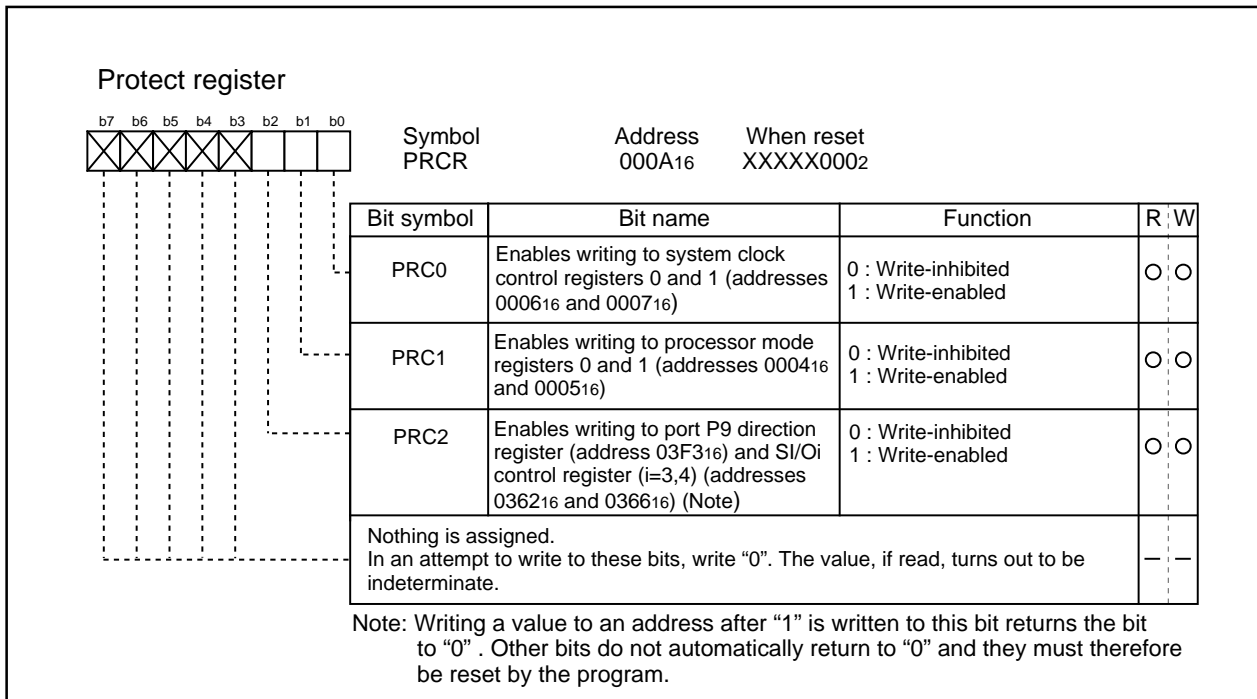 Protect register
b7 b6 b5 b4 b3 b2 b1 b0
Symbol Address When reset
PRCR 000A16 XXXXX0002
Bit symbol Bit name Function R W
PRC0
Enables writing to system clock
control registers 0 and 1 (addresses
000616 and 000716)
0 : Write-inhibited
1 : Write-enabled
PRC1
Enables writing to processor mode
registers 0 and 1 (addresses 000416
and 000516)
0 : Write-inhibited
1 : Write-enabled
PRC2
Enables writing to port P9 direction
register (address 03F316) and SI/Oi
control register (i=3,4) (addresses
036216 and 036616) (Note)
0 : Write-inhibited
1 : Write-enabled
Nothing is assigned.
In an attempt to write to these bits, write “0”. The value, if read, turns out to be
indeterminate.
Note: Writing a value to an address after “1” is written to this bit returns the bit
to “0” . Other bits do not automatically return to “0” and they must therefore
be reset by the program.